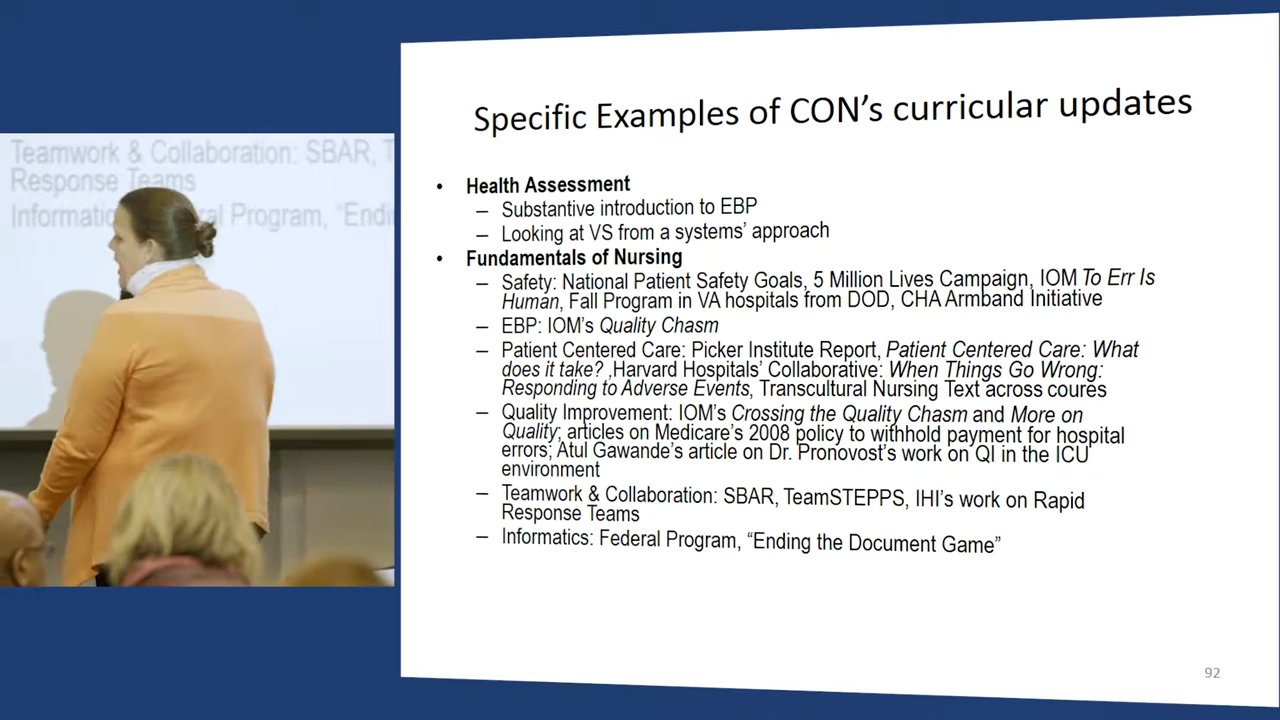 Teamwork & Collaboration: SBAR,
Response Teams
Program, “Ending
Specific Examples of CON’s curricular updates
• Health Assessment
– Substantive introduction to EBP
– Looking at VS from a systems’ approach
• Fundamentals of Nursing
– Safety: National Patient Safety Goals, 5 Million Lives Campaign, IOM To Err Is
Human, Fall Program in VA hospitals from DOD, CHA Armband Initiative
– EBP: IOM’s Quality Chasm
– Patient Centered Care: Picker Institute Report, Patient Centered Care: What
does it take? ,Harvard Hospitals’ Collaborative: When Things Go Wrong:
Responding to Adverse Events, Transcultural Nursing Text across coures
– Quality Improvement: IOM’s Crossing the Quality Chasm and More on
Quality; articles on Medicare’s 2008 policy to withhold payment for hospital
errors; Atul Gawande’s article on Dr. Pronovost’s work on QI in the ICU
environment
– Teamwork & Collaboration: SBAR, TeamSTEPPS, IHI’s work on Rapid
Response Teams
– Informatics: Federal Program, “Ending the Document Game”
92